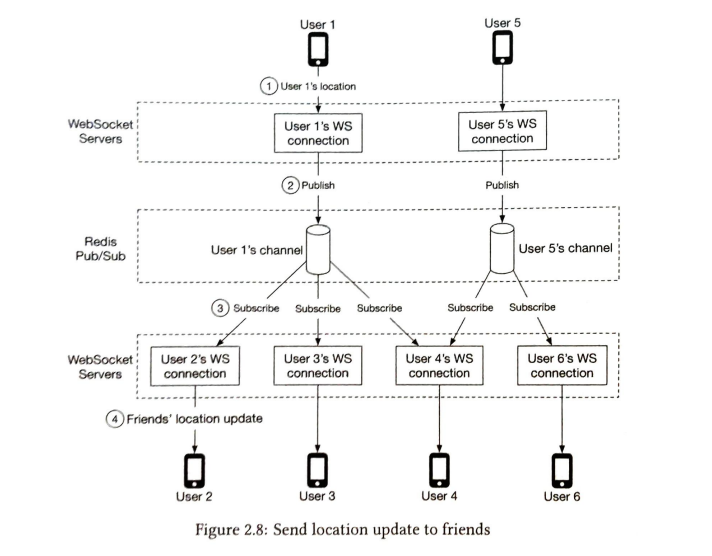 User 1
User 5
1 User 1's location
WebSocket
Servers
User 1's WS
connection
User 5's WS
connection
2 Publish
Publish
Redis
Pub/Sub
User 1's channel
User 5's channel
3 Subscribe
Subscribe
Subscribe
Subscribe
Subscribe
WebSocket
Servers
User 2's WS
connection
User 3's WS
connection
User 4's WS
connection
User 6's WS
connection
4 Friends' location update
User 2
User 3
User 4
User 6
Figure 2.8: Send location update to friends